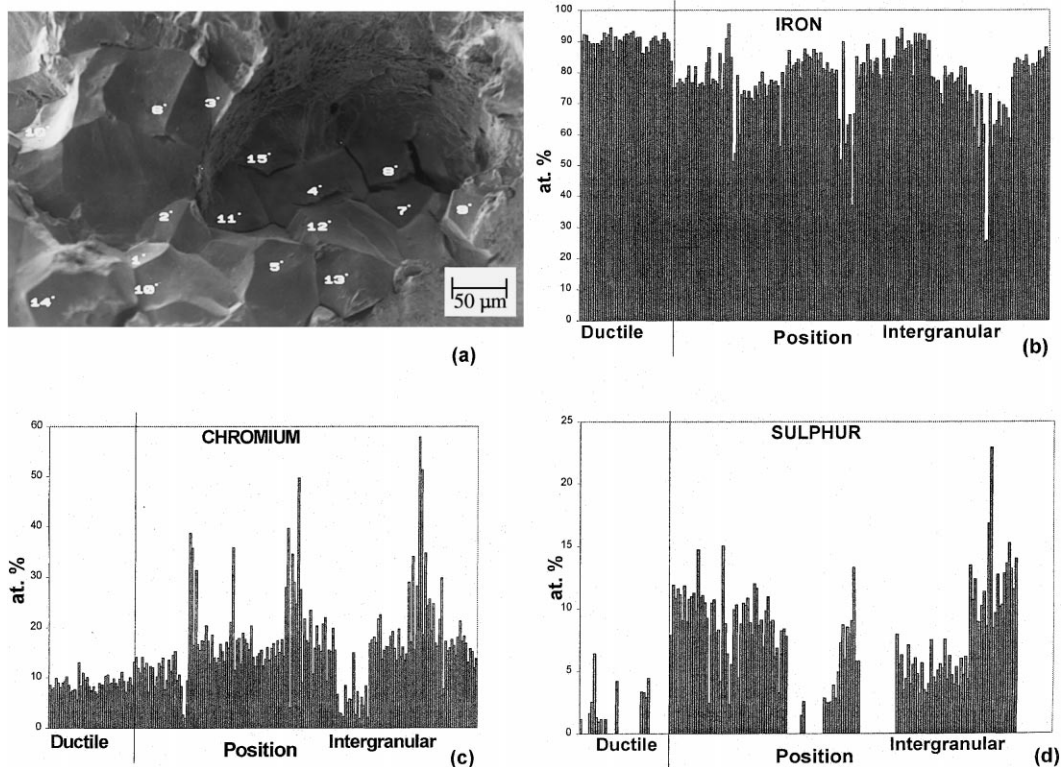 3°
6°
15°
8°
4°
7°
9°
2°
11°
12°
1°
5°
13°
10°
14°
50 µm
(a)
IRON
at. %
100
90
80
70
60
50
40
30
20
10
0
Ductile
Position
Intergranular
(b)
CHROMIUM
at. %
60
50
40
30
20
10
0
Ductile
Position
Intergranular
(c)
SULPHUR
at. %
25
20
15
10
5
0
Ductile
Position
Intergranular
(d)